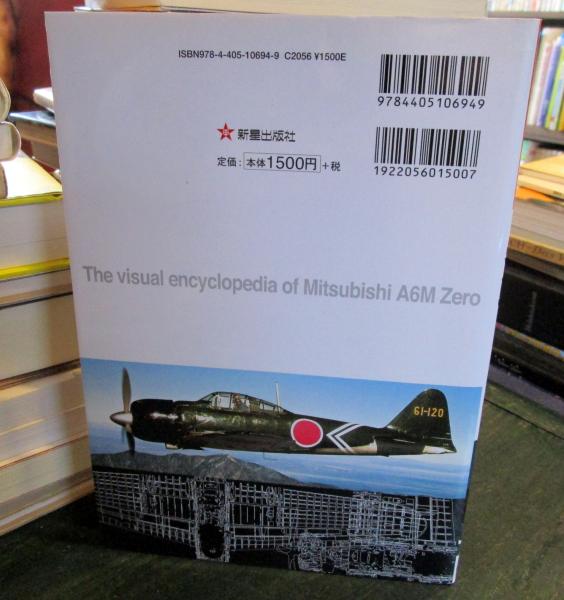 ISBN978-4-405-10694-9 C2056 ¥1500E
9784405106949
新星出版社
定価：本体1500円+税
1922056015007
The visual encyclopedia of Mitsubishi A6M Zero
61-120